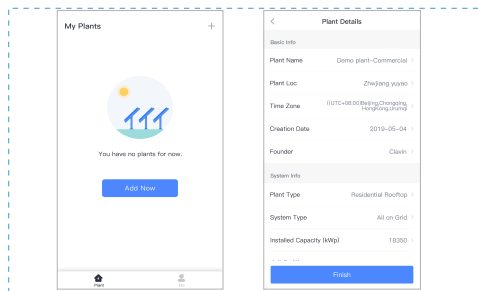 My Plants
+
You have no plants for now.
Add Now
Plant
Me
Plant Details
Basic Info
Plant Name Demo plant-Commercial
Plant Loc Zhwjiang yuyao
Time Zone ((UTC+08:00)Beijing,Chongqing,
HongKong,Urumqi
Creation Date 2019-05-04
Founder Clavin
System Info
Plant Type Residential Rooftop
System Type All on Grid
Installed Capacity (kWp) 18350
Finish